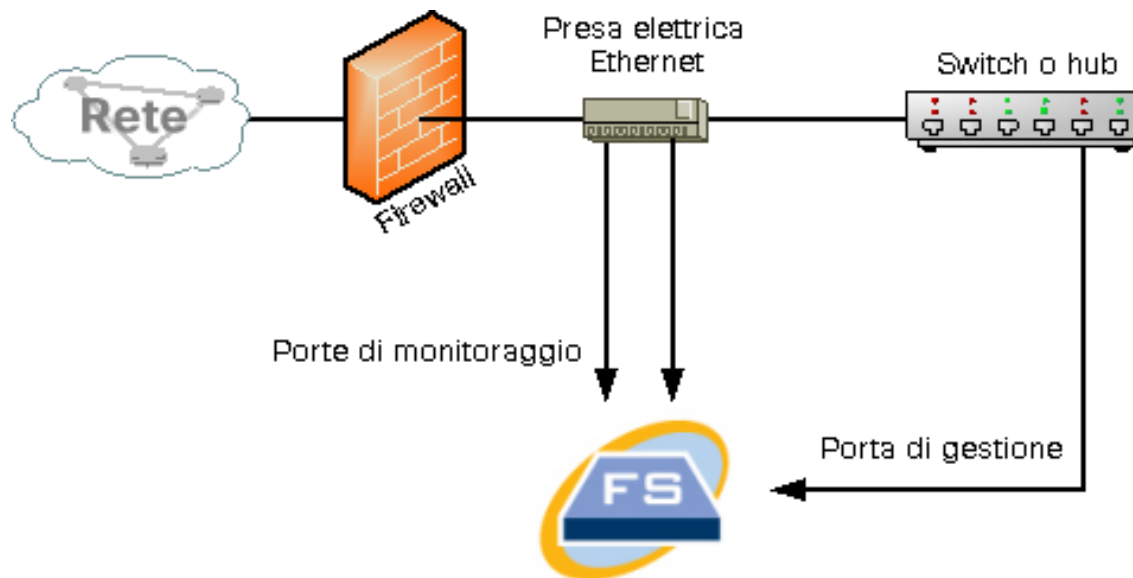 Presa elettrica
Ethernet
Switch o hub
Rete
Firewall
Porte di monitoraggio
Porta di gestione
FS